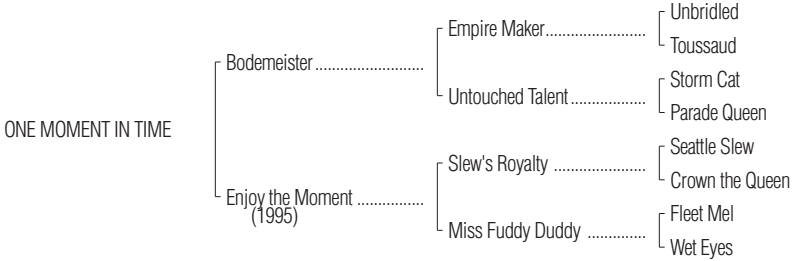 Unbridled
Empire Maker
Toussaud
Bodemeister
Storm Cat
Untouched Talent
Parade Queen
ONE MOMENT IN TIME
Seattle Slew
Slew's Royalty
Crown the Queen
Enjoy the Moment
(1995)
Fleet Mel
Miss Fuddy Duddy
Wet Eyes